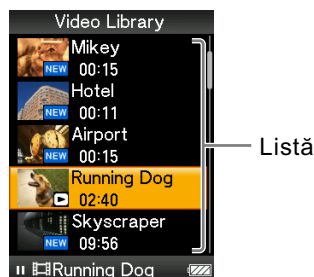 Video Library
Mikey
NEW 00:15
Hotel
NEW 00:11
Airport
NEW 00:15
Running Dog
02:40
Skyscraper
NEW 09:56
Running Dog
Listă